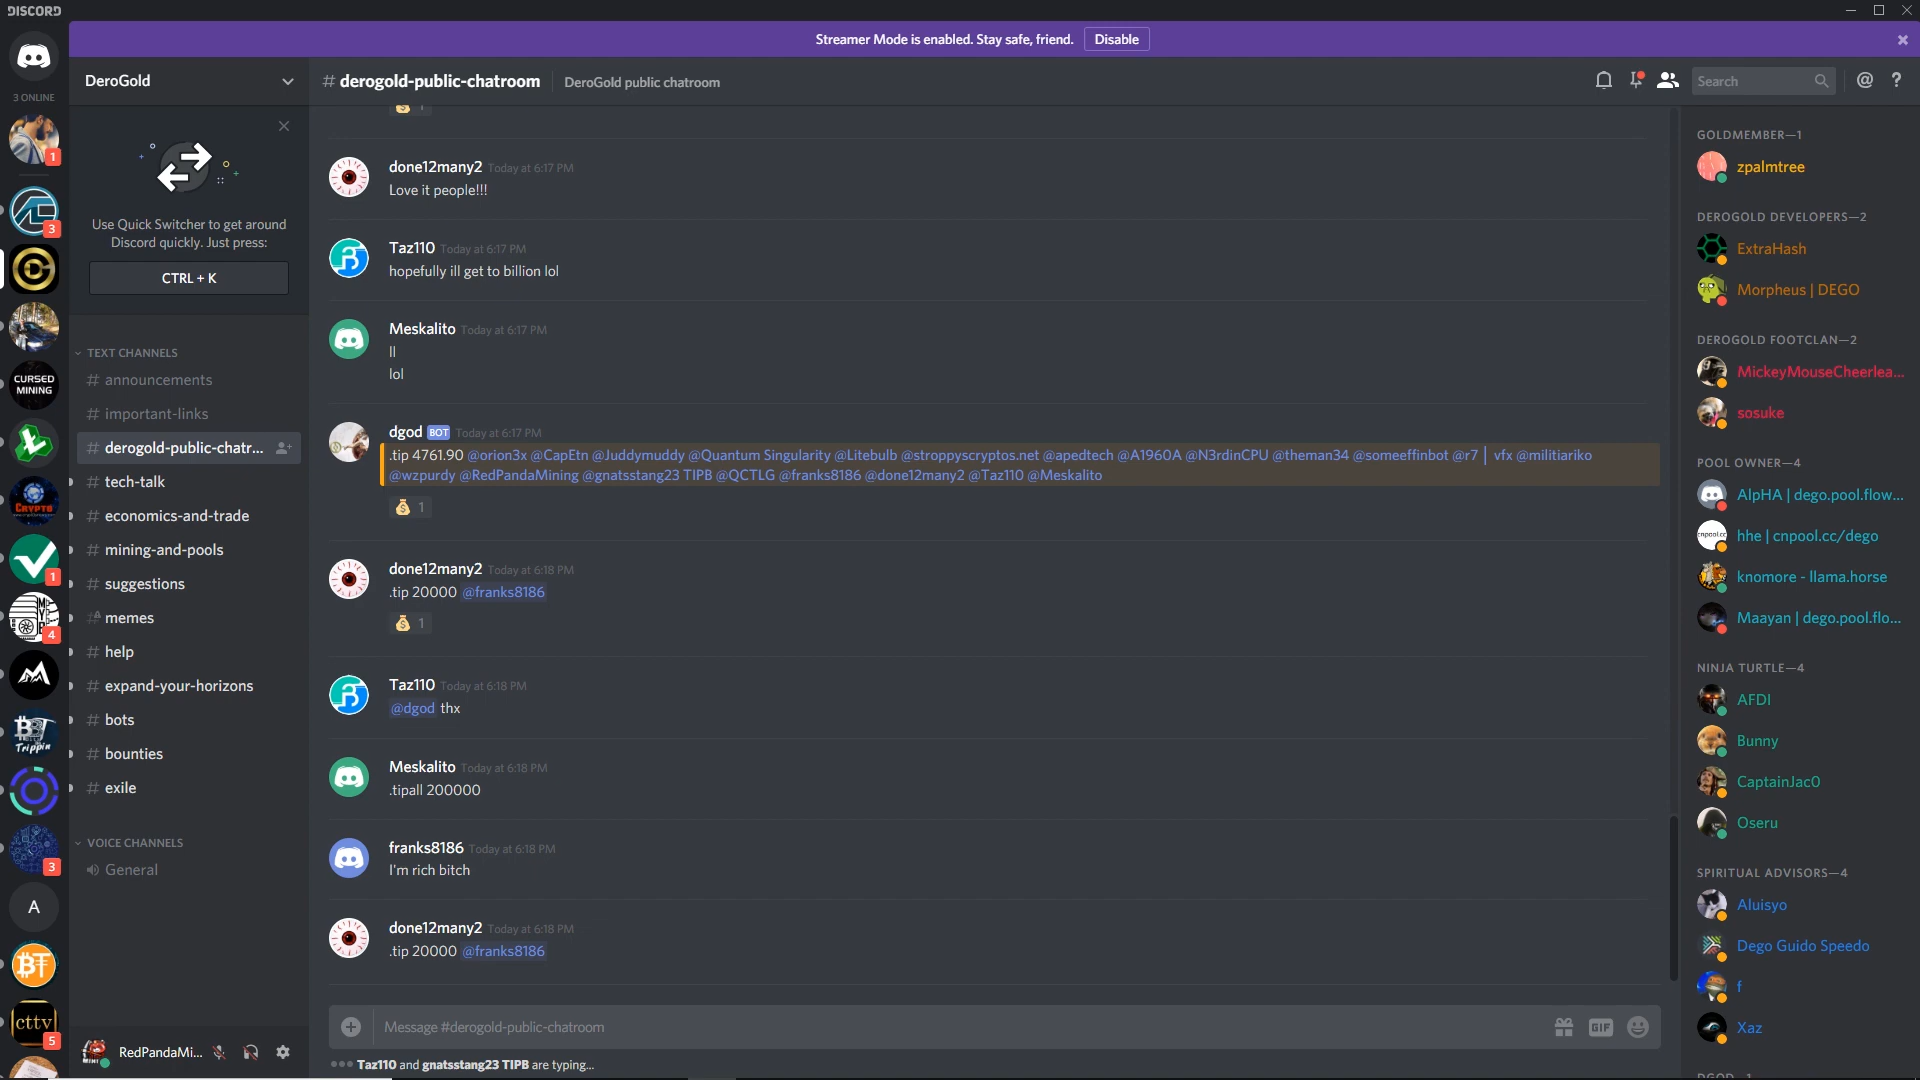 DISCORD
Streamer Mode is enabled. Stay safe, friend.
Disable
3 ONLINE
1
3
CURSED
MINING
CRYPTO
1
4
Trippin
3
A
cttv
5
DeroGold
Use Quick Switcher to get around
Discord quickly. Just press:
CTRL + K
TEXT CHANNELS
# announcements
# important-links
# derogold-public-chatr...
# tech-talk
# economics-and-trade
# mining-and-pools
# suggestions
# memes
# help
# expand-your-horizons
# bots
# bounties
# exile
VOICE CHANNELS
General
RedPandaMi...
# derogold-public-chatroom
DeroGold public chatroom
Search
@ ?
1
done12many2 Today at 6:17 PM
Love it people!!!
Taz110 Today at 6:17 PM
hopefully ill get to billion lol
Meskalito Today at 6:17 PM
ll
lol
dgod BOT Today at 6:17 PM
.tip 4761.90 @orion3x @CapEtn @Juddymuddy @Quantum Singularity @Litebulb @stroppyscryptos.net @apedtech @A1960A @N3rdinCPU @theman34 @someeffinbot @r7 | vfx @militiariko
@wzpurdy @RedPandaMining @gnatsstang23 TIPB @QCTLG @franks8186 @done12many2 @Taz110 @Meskalito
1
done12many2 Today at 6:18 PM
.tip 20000 @franks8186
1
Taz110 Today at 6:18 PM
@dgod thx
Meskalito Today at 6:18 PM
.tipall 200000
franks8186 Today at 6:18 PM
I'm rich bitch
done12many2 Today at 6:18 PM
.tip 20000 @franks8186
Message #derogold-public-chatroom
GIF
Taz110 and gnatsstang23 TIPB are typing...
GOLDMEMBER—1
zpalmtree
DEROGOLD DEVELOPERS—2
ExtraHash
Morpheus | DEGO
DEROGOLD FOOTCLAN—2
MickeyMouseCheerlea...
sosuke
POOL OWNER—4
AlpHA | dego.pool.flow...
hhe | cnpool.cc/dego
knomore - llama.horse
Maayan | dego.pool.flo...
NINJA TURTLE—4
AFDI
Bunny
CaptainJac0
Oseru
SPIRITUAL ADVISORS—4
Aluisyo
Dego Guido Speedo
f
Xaz